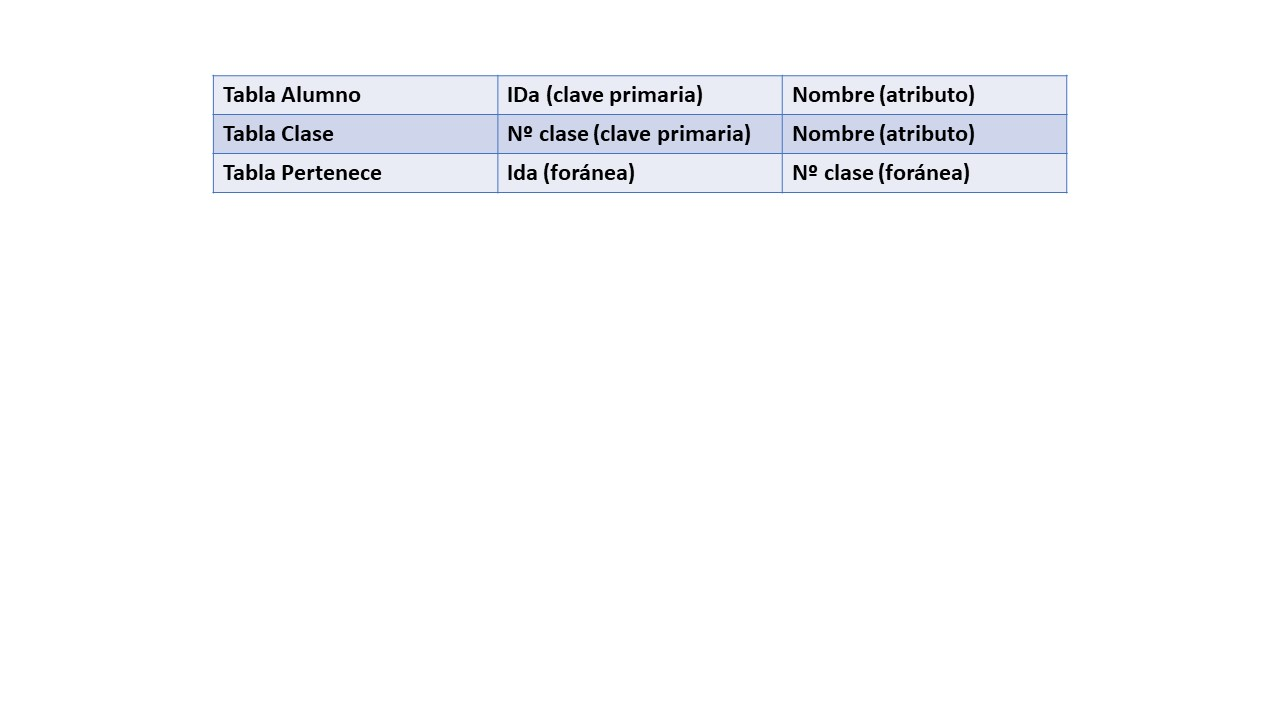 Tabla Alumno IDa (clave primaria) Nombre (atributo)
Tabla Clase Nº clase (clave primaria) Nombre (atributo)
Tabla Pertenece Ida (foránea) Nº clase (foránea)